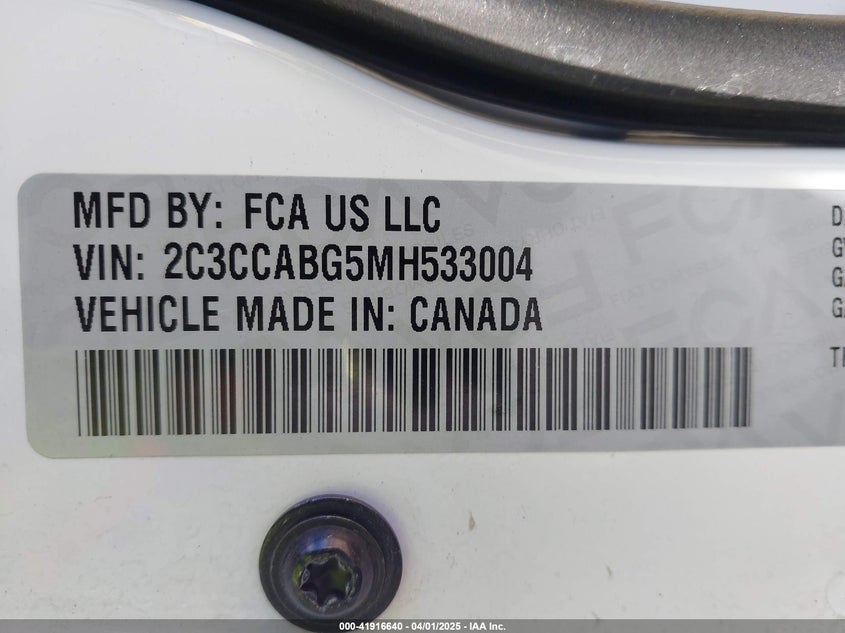 MFD BY: FCA US LLC
VIN: 2C3CCABG5MH533004
VEHICLE MADE IN: CANADA
000-41916640 - 04/01/2025 - IAA Inc.